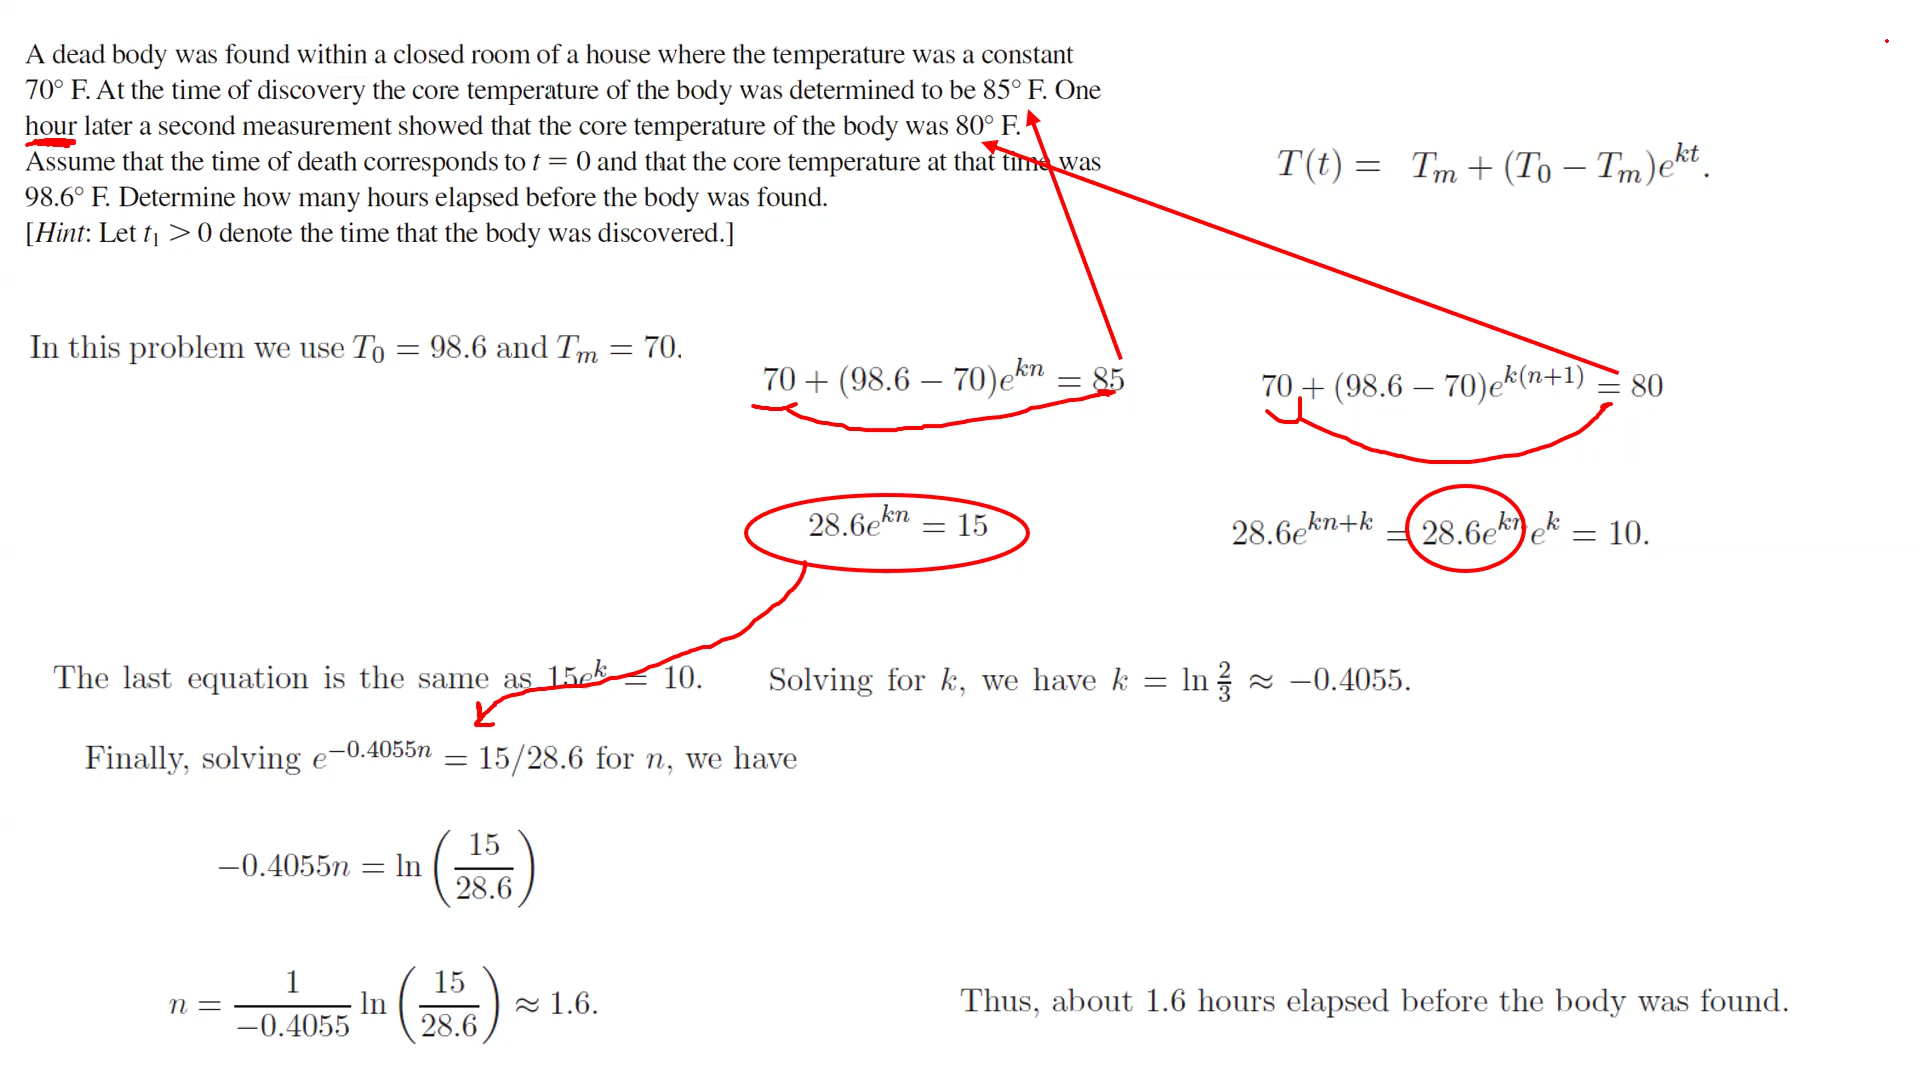 A dead body was found within a closed room of a house where the temperature was a constant
70° F. At the time of discovery the core temperature of the body was determined to be 85° F. One
hour later a second measurement showed that the core temperature of the body was 80° F.
Assume that the time of death corresponds to t = 0 and that the core temperature at that time was
98.6° F. Determine how many hours elapsed before the body was found.
[Hint: Let t₁ > 0 denote the time that the body was discovered.]
T(t) = Tₘ + (T₀ − Tₘ)e^{kt}.
In this problem we use T₀ = 98.6 and Tₘ = 70.
70 + (98.6 − 70)e^{kn} = 85
70 + (98.6 − 70)e^{k(n+1)} = 80
28.6e^{kn} = 15
28.6e^{kn+k} = 28.6e^{kn}e^{k} = 10.
The last equation is the same as 15e^{k} = 10.
Solving for k, we have k = ln 2/3 ≈ −0.4055.
Finally, solving e^{−0.4055n} = 15/28.6 for n, we have
−0.4055n = ln (15/28.6)
n = 1/−0.4055 ln (15/28.6) ≈ 1.6.
Thus, about 1.6 hours elapsed before the body was found.